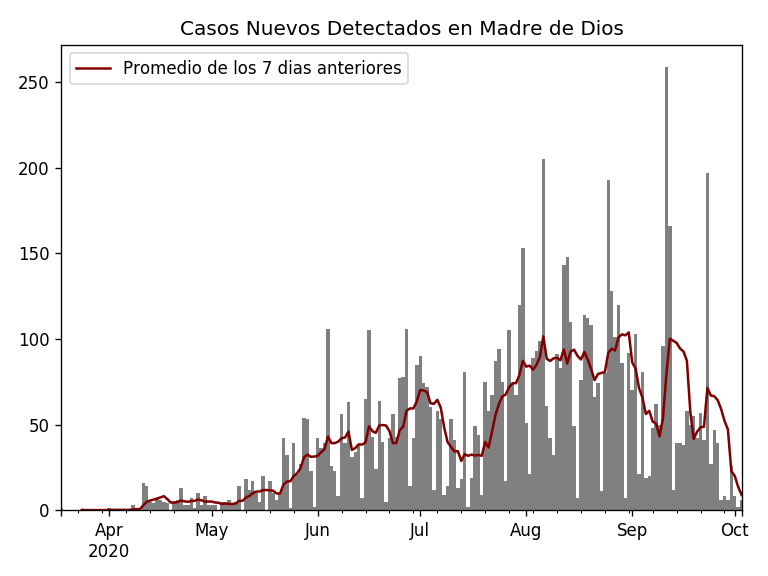 Casos Nuevos Detectados en Madre de Dios
Promedio de los 7 dias anteriores
250
200
150
100
50
0
Apr May Jun Jul Aug Sep Oct
2020